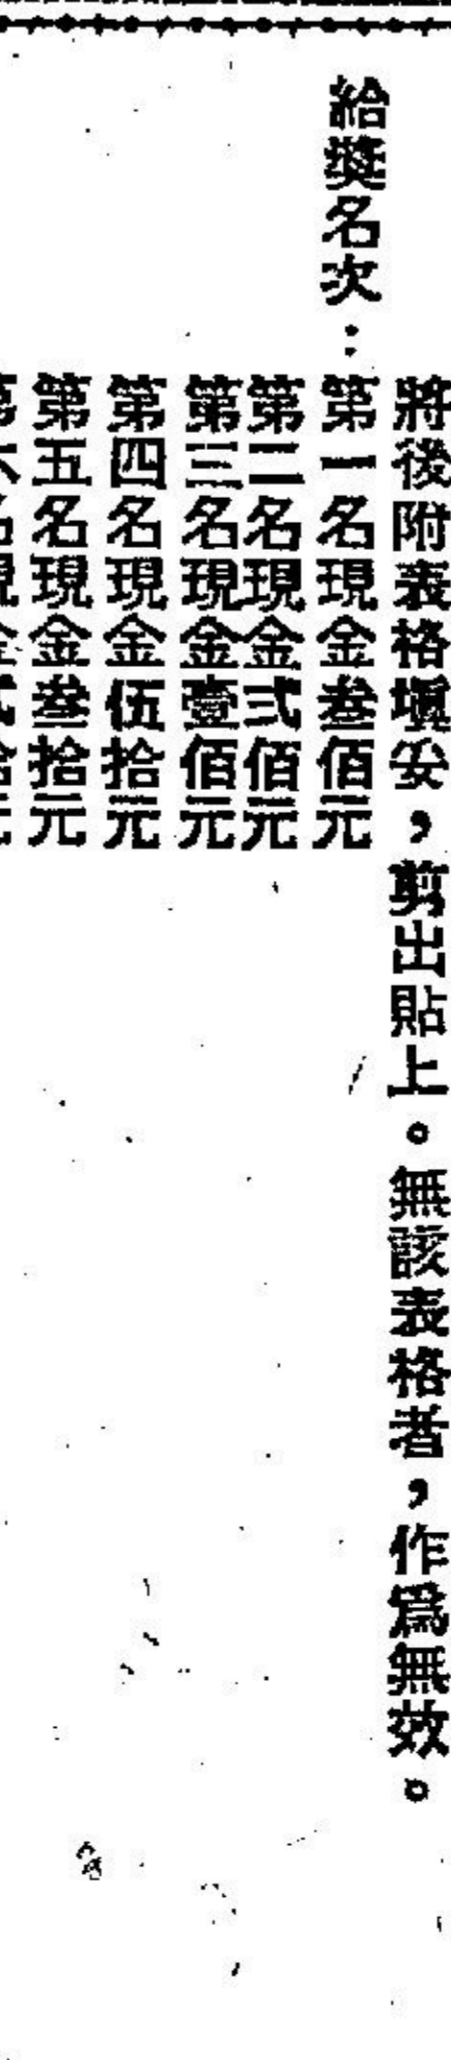 將後附表格塡妥，剪出貼上。無該表格者，作爲無效。
給獎名次：第一名現金叁佰元
第二名現金弍佰元
第三名現金壹佰元
第四名現金伍拾元
第五名現金叁拾元